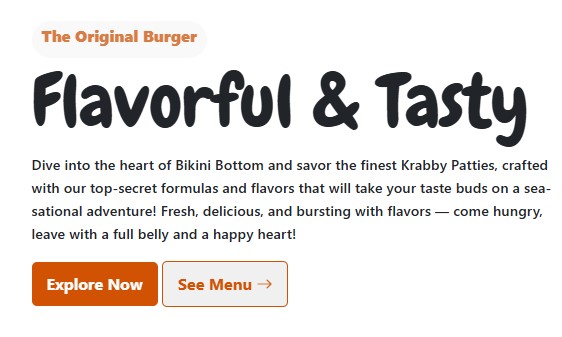 The Original Burger
Flavorful & Tasty
Dive into the heart of Bikini Bottom and savor the finest Krabby Patties, crafted
with our top-secret formulas and flavors that will take your taste buds on a sea-
sational adventure! Fresh, delicious, and bursting with flavors — come hungry,
leave with a full belly and a happy heart!
Explore Now See Menu →